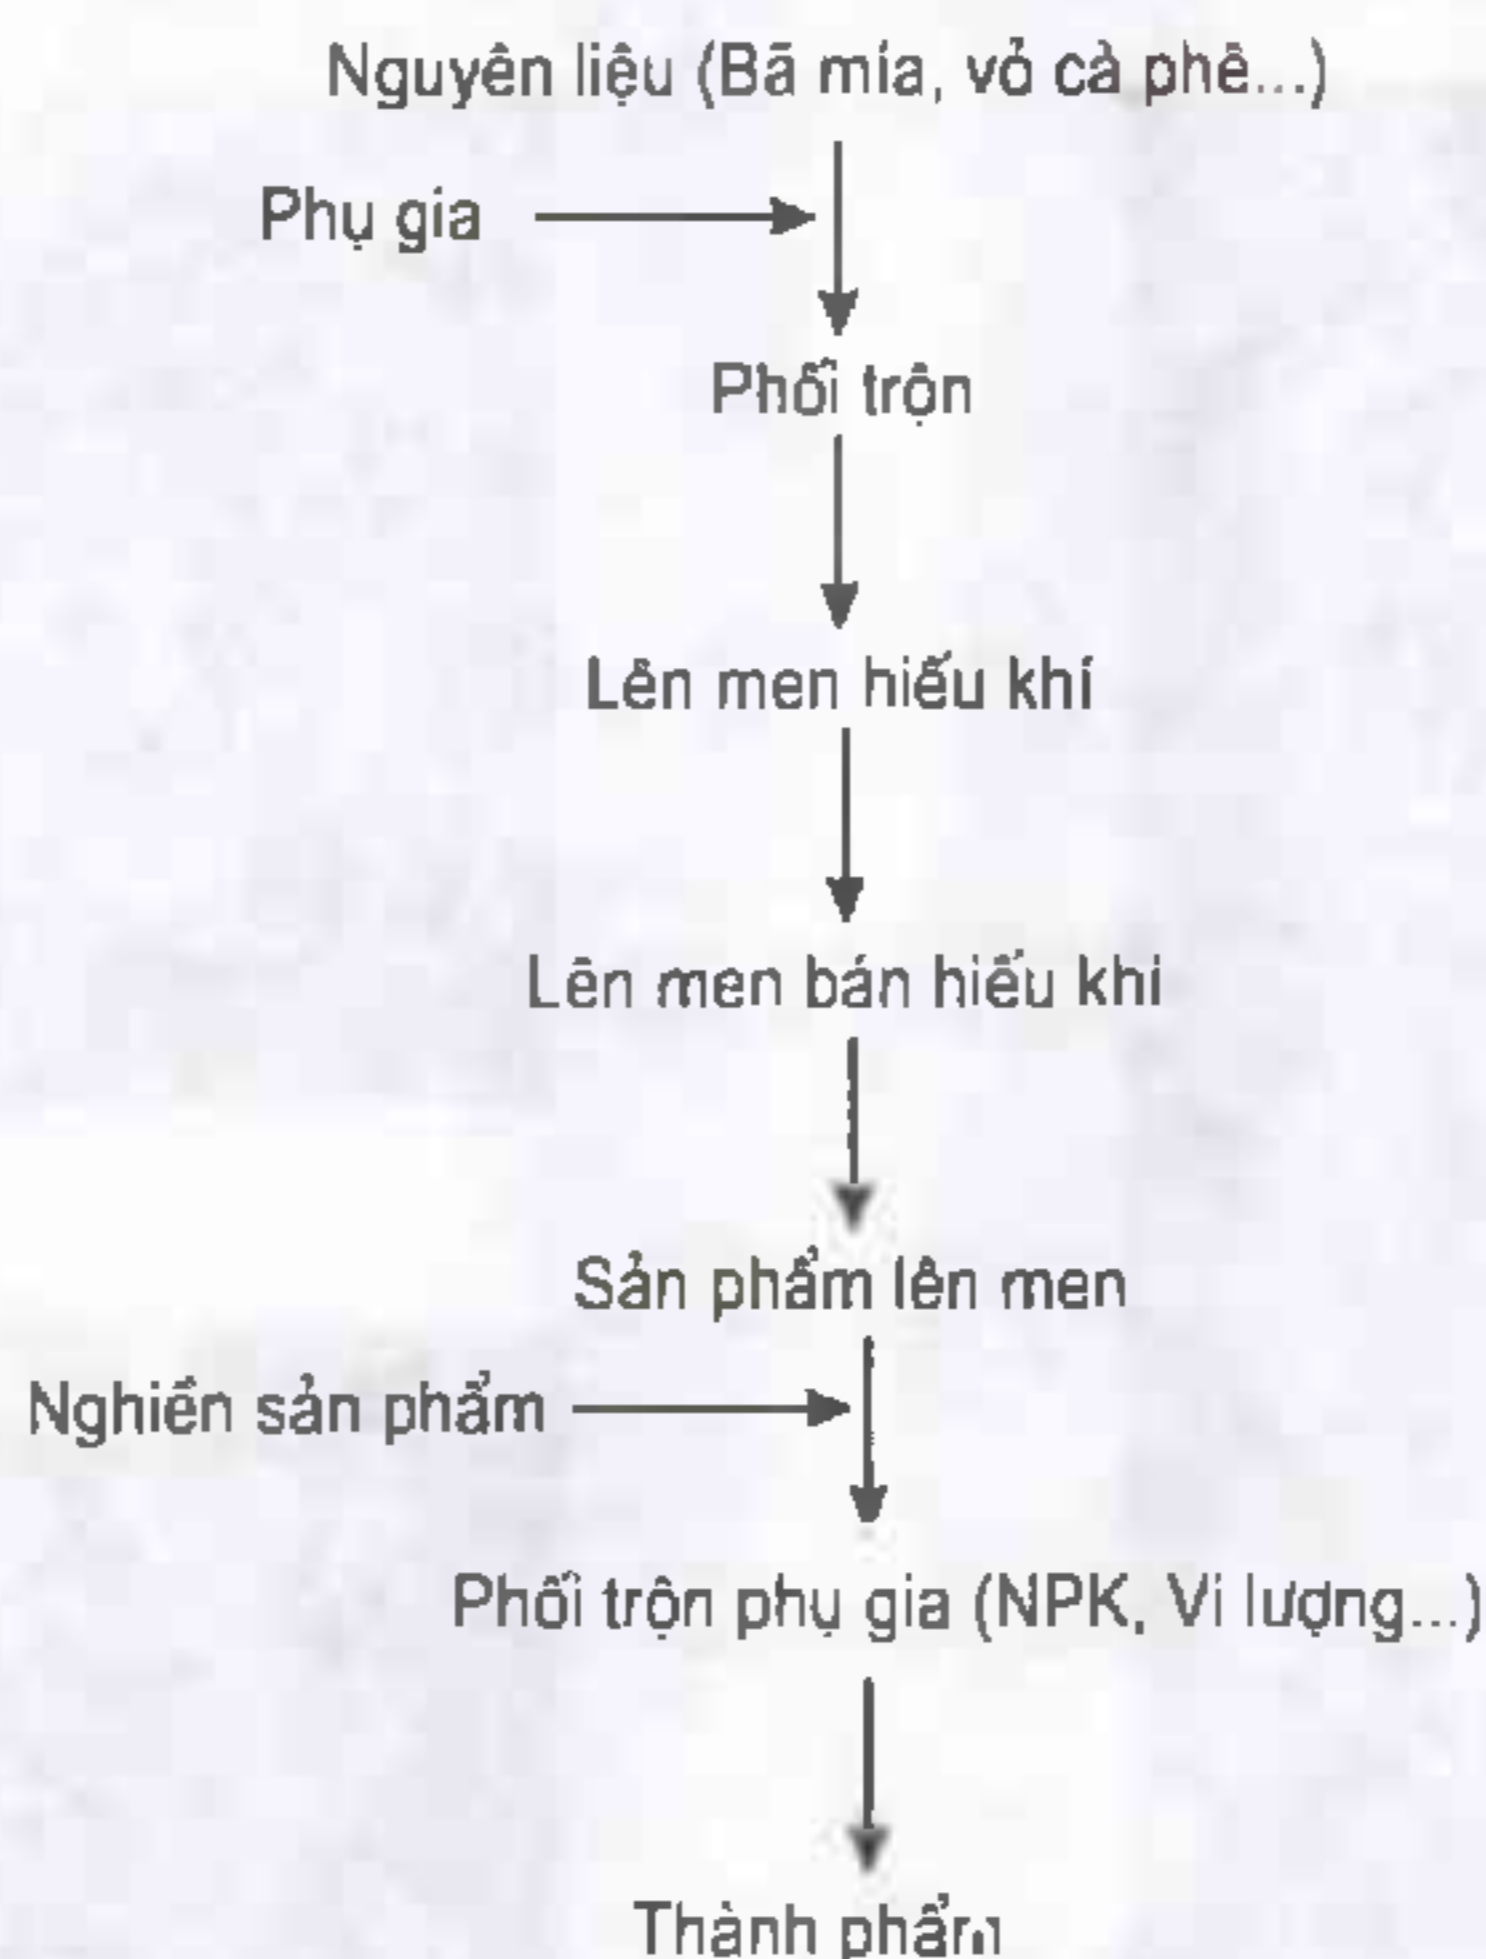 Nguyên liệu (Bã mía, vỏ cà phê...)
Phụ gia
Phối trộn
Lên men hiếu khí
Lên men bán hiếu khi
Sản phẩm lên men
Nghiền sản phẩm
Phối trộn phụ gia (NPK, Vi lượng...)
Thành phẩm